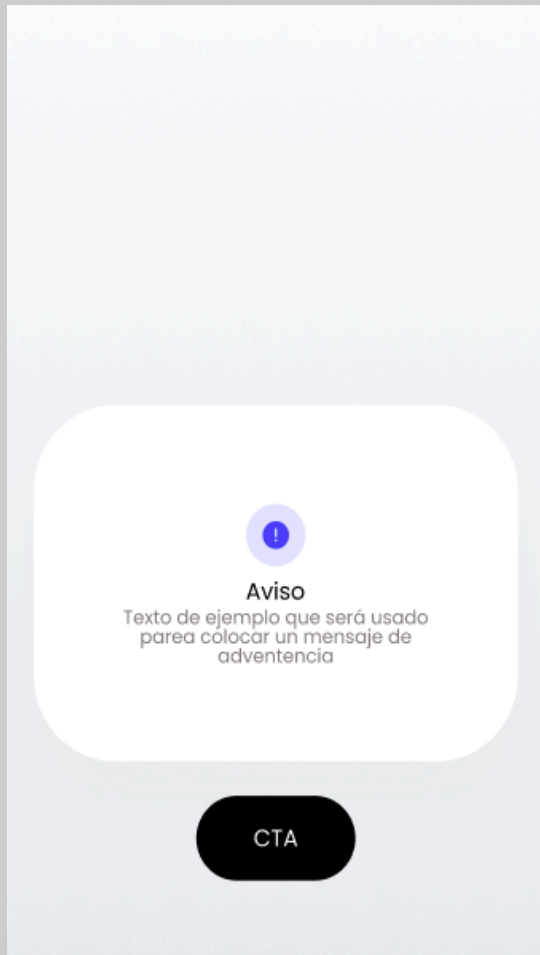 !
Aviso
Texto de ejemplo que será usado
parea colocar un mensaje de
adventencia
CTA